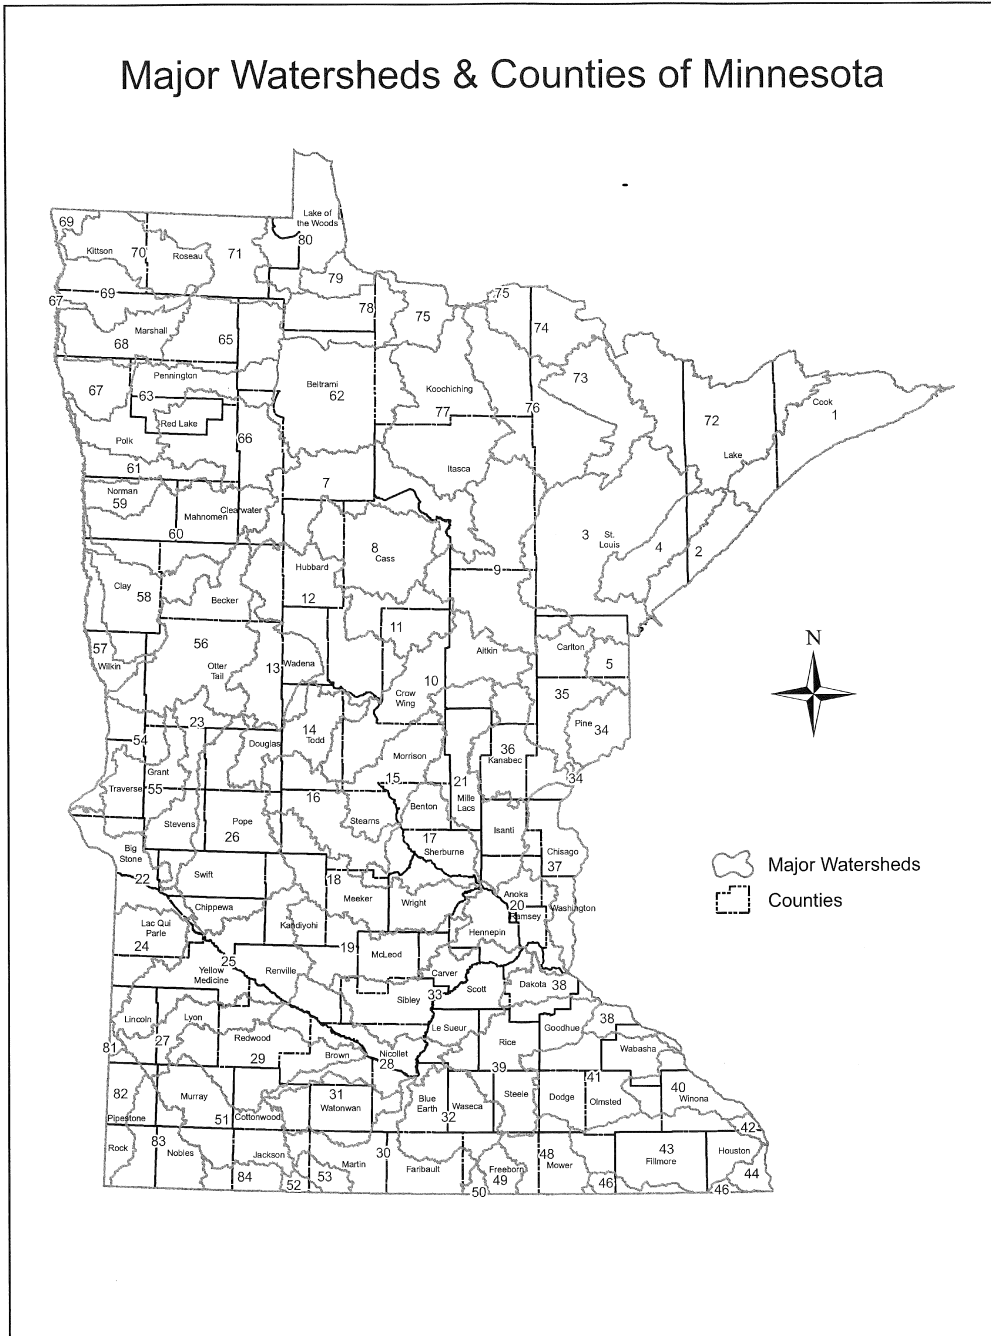 Major Watersheds & Counties of Minnesota
Lake of
the Woods
69
80
Kittson
70
Roseau
71
79
67
69
78
75
75
74
Marshall
68
65
73
Pennington
67
63
Beltrami
62
Koochiching
77
76
72
Cook
1
Red Lake
Polk
66
Lake
61
Itasca
7
Norman
59
Mahnomen
Clearwater
60
8
Cass
3
St.
Louis
4
2
Hubbard
9
Clay
58
Becker
12
11
57
Wilkin
56
Otter
Tail
13
Wadena
Aitkin
Carlton
5
10
Crow
Wing
35
23
14
Todd
Pine
34
54
Douglas
Morrison
36
Kanabec
Grant
Traverse
55
15
21
34
16
Mille
Lacs
Benton
Stevens
Pope
26
Stearns
Isanti
17
Sherburne
Big
Stone
Chisago
37
22
Swift
18
Meeker
Wright
Anoka
20
Ramsey
Washington
Chippewa
Kandiyohi
Hennepin
Lac Qui
Parle
24
19
McLeod
25
Yellow
Medicine
Renville
Carver
Scott
Dakota
38
Sibley
33
Lincoln
Lyon
Le Sueur
Goodhue
38
81
27
Redwood
29
Brown
Nicollet
28
Rice
39
Wabasha
82
Pipestone
Murray
51
Cottonwood
31
Watonwan
Blue
Earth
32
Waseca
Steele
Dodge
41
Olmsted
40
Winona
42
Rock
83
Nobles
Jackson
84
52
53
Martin
30
Faribault
Freeborn
49
50
48
Mower
46
43
Fillmore
Houston
44
46
N
Major Watersheds
Counties